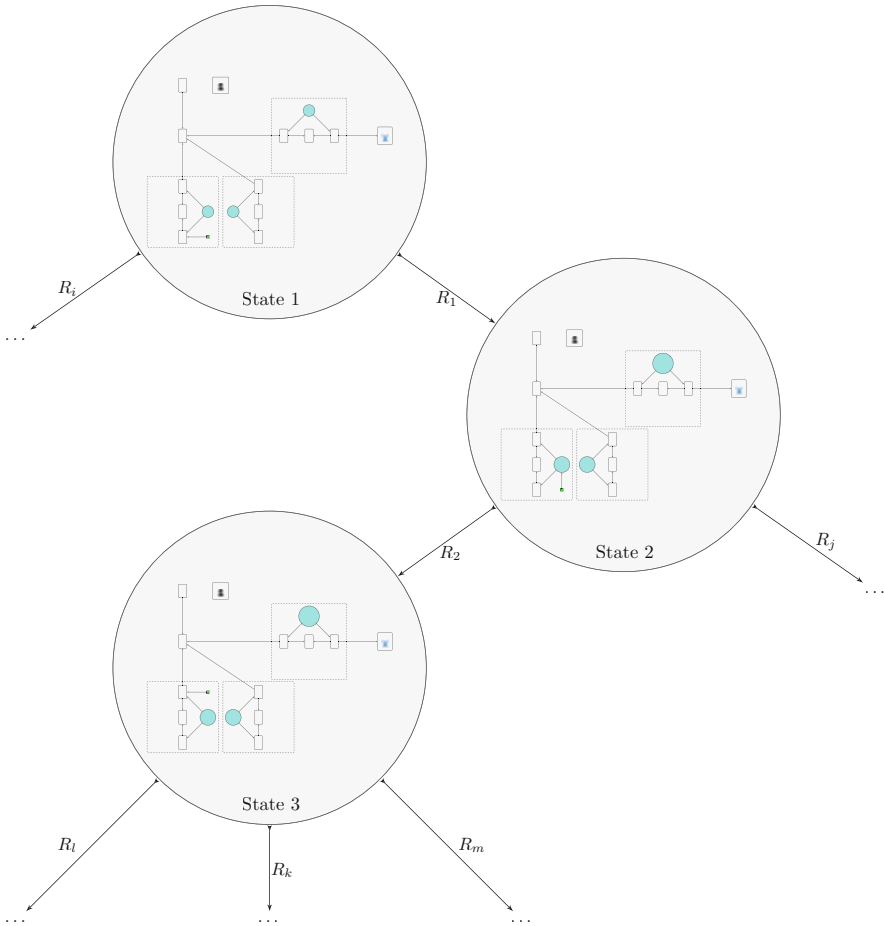 R_i
R_1
State 1
...
R_2
State 2
R_j
...
State 3
R_l
R_k
R_m
...
...
...